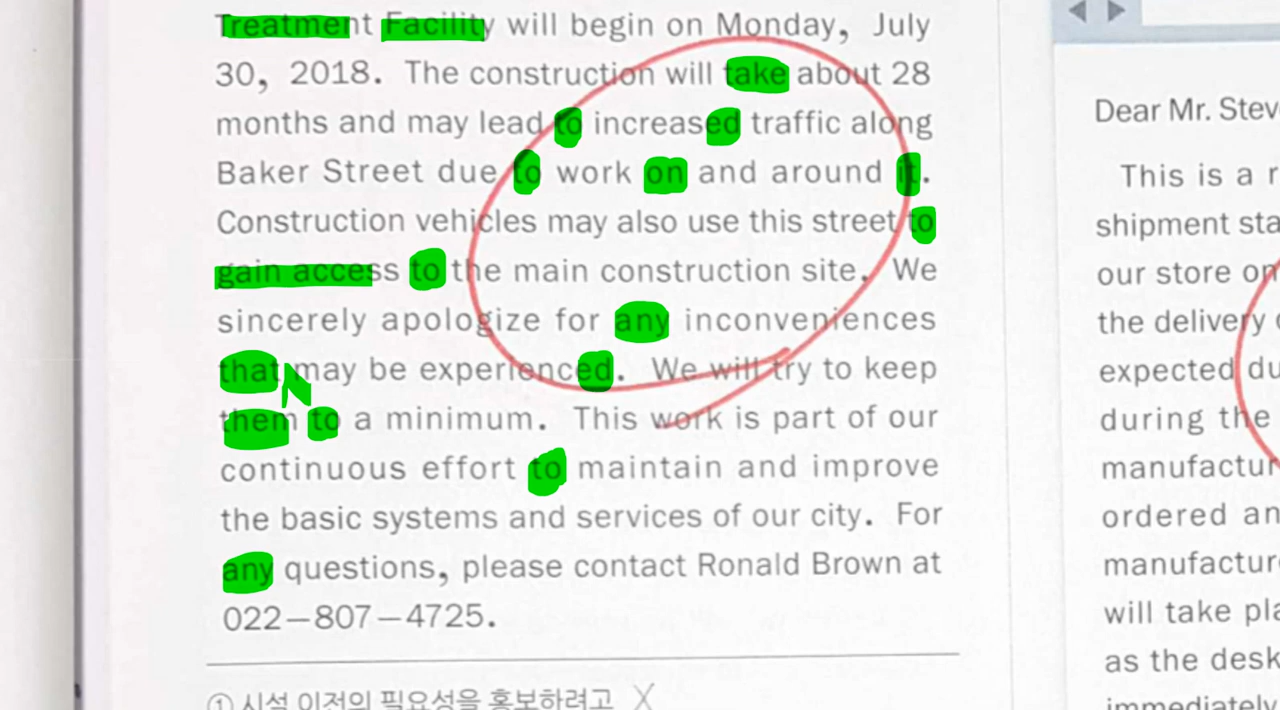 Treatment Facility will begin on Monday, July
30, 2018. The construction will take about 28
months and may lead to increased traffic along
Baker Street due to work on and around it.
Construction vehicles may also use this street to
gain access to the main construction site. We
sincerely apologize for any inconveniences
that may be experienced. We will try to keep
them to a minimum. This work is part of our
continuous effort to maintain and improve
the basic systems and services of our city. For
any questions, please contact Ronald Brown at
022–807–4725.
① 시설 이전의 필요성을 홍보하려고 X
Dear Mr. Stev
This is a r
shipment sta
our store on
the delivery
expected du
during the
manufactur
ordered an
manufactur
will take pla
as the desk
immediately